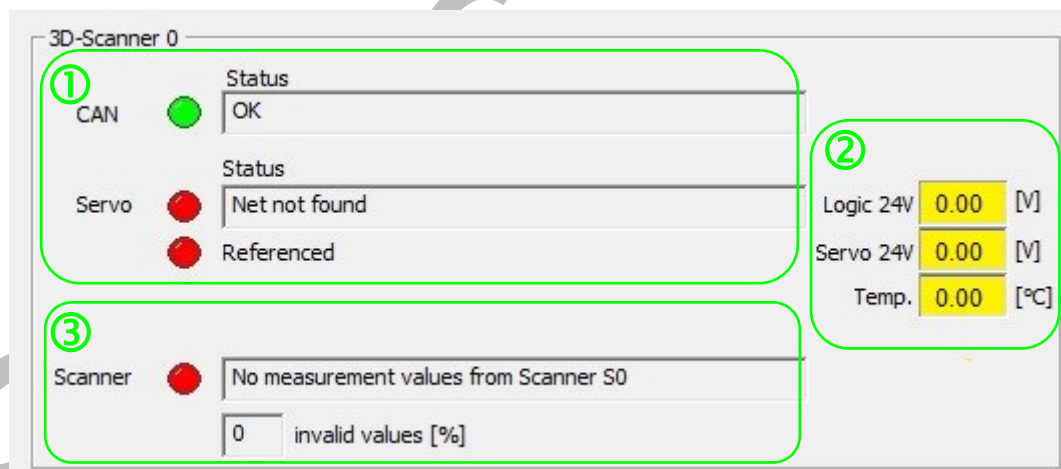 3D-Scanner 0
①
Status
CAN
OK
Status
Servo
Net not found
Referenced
②
Logic 24V 0.00 [V]
Servo 24V 0.00 [V]
Temp. 0.00 [°C]
③
Scanner
No measurement values from Scanner S0
0 invalid values [%]